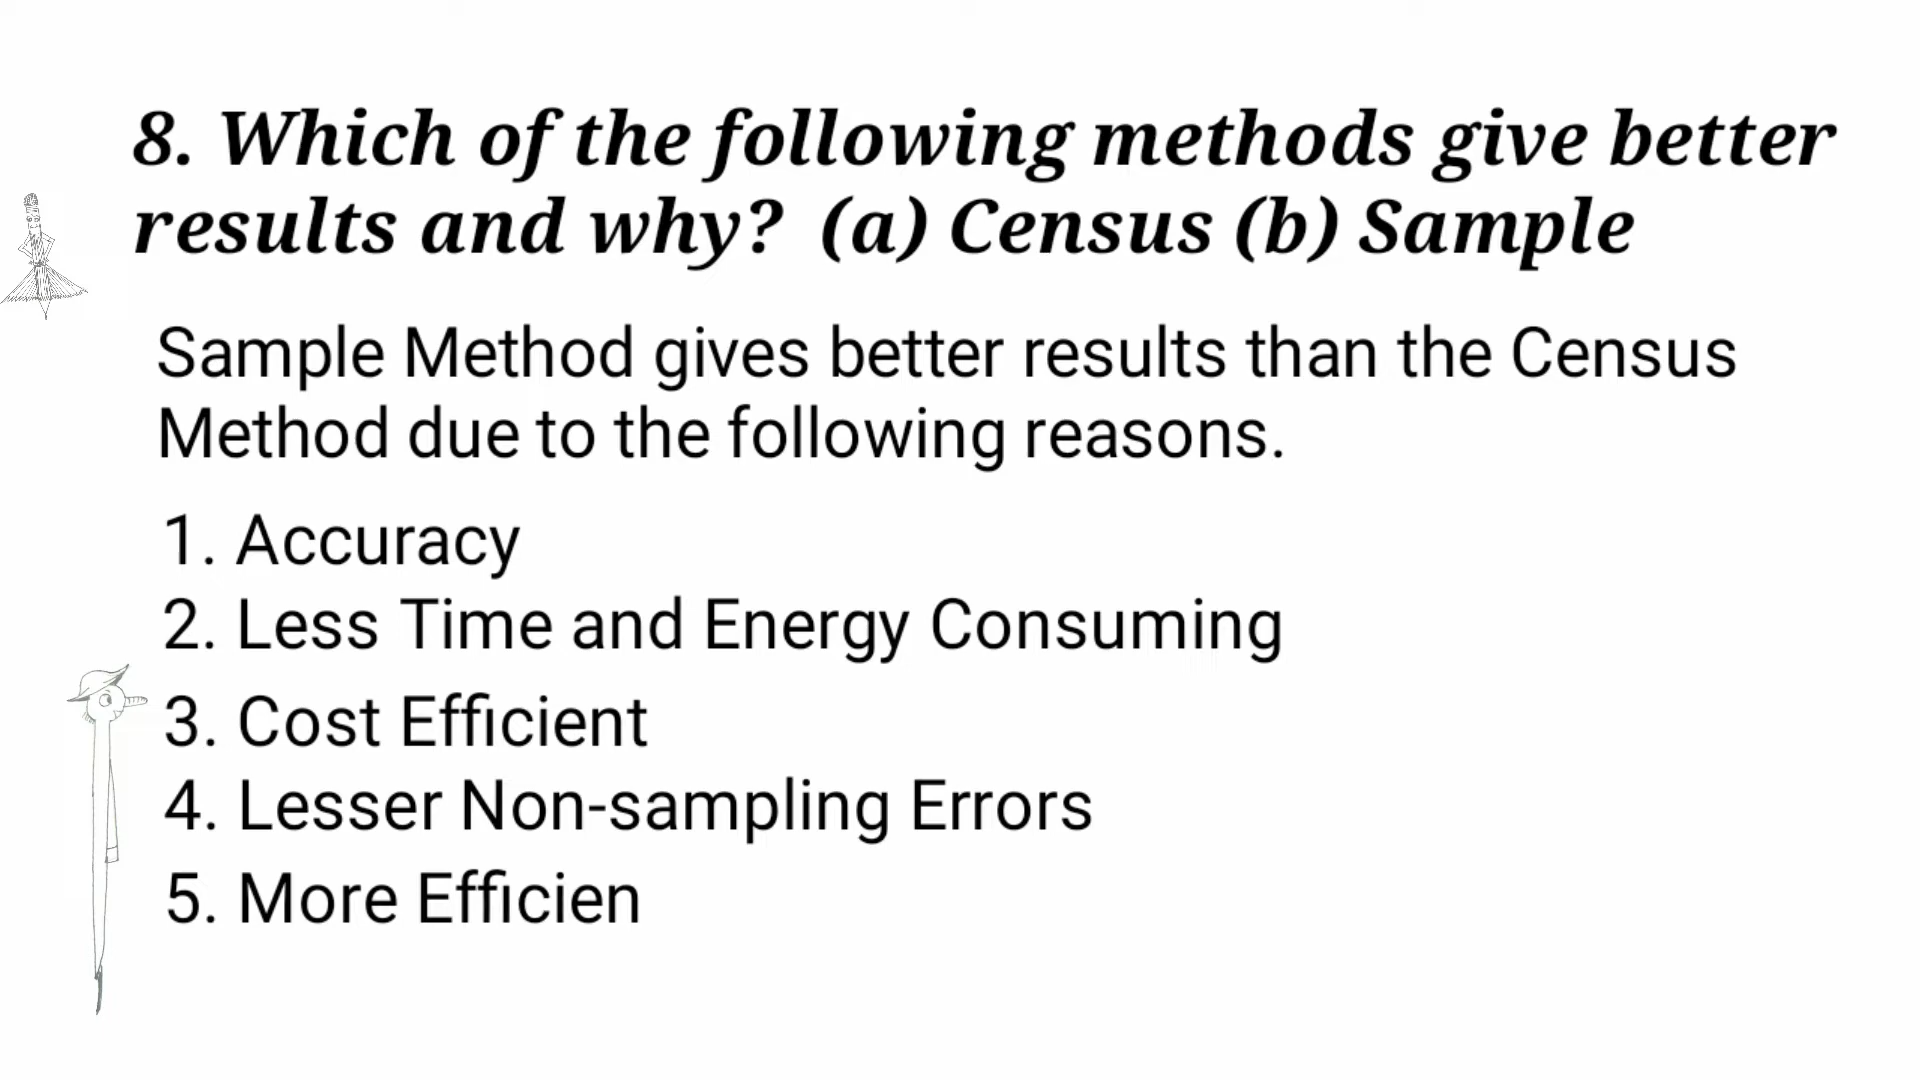 8. Which of the following methods give better
results and why? (a) Census (b) Sample
Sample Method gives better results than the Census
Method due to the following reasons.
1. Accuracy
2. Less Time and Energy Consuming
3. Cost Efficient
4. Lesser Non-sampling Errors
5. More Efficien